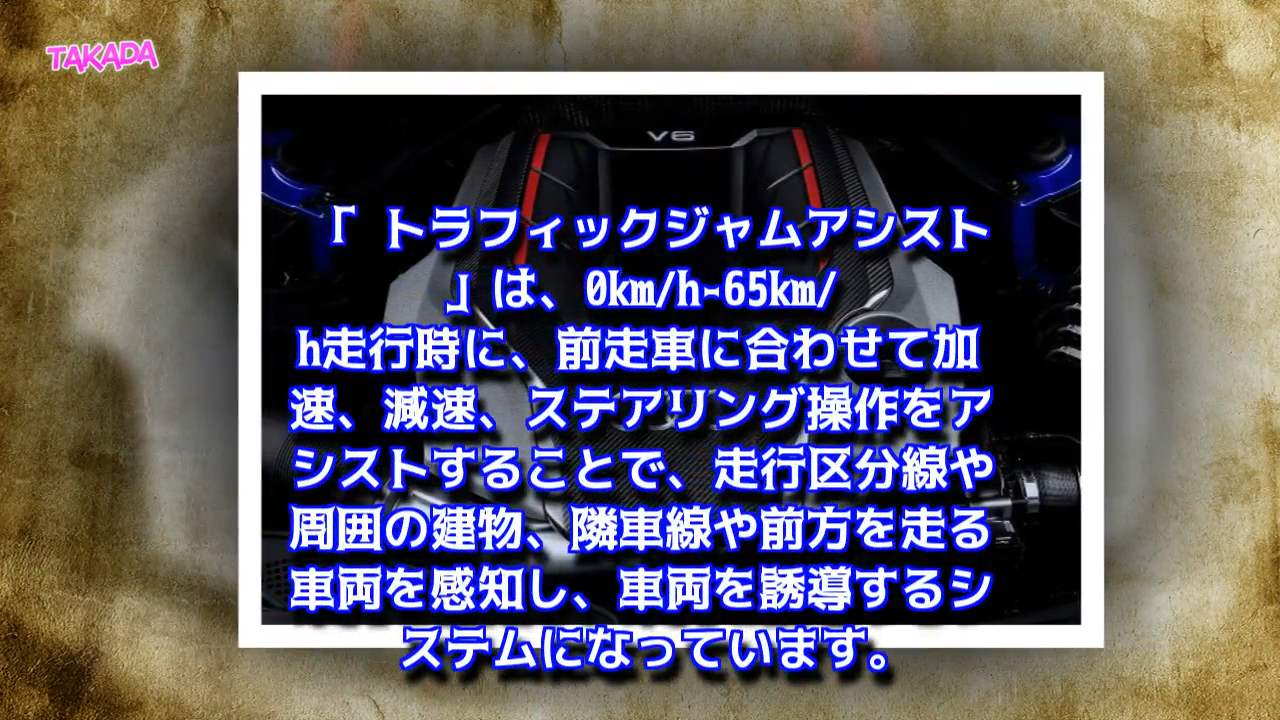 TAKADA
V6
「 トラフィックジャムアシスト
」は、0km/h-65km/
h走行時に、前走車に合わせて加
速、減速、ステアリング操作をア
シストすることで、走行区分線や
周囲の建物、隣車線や前方を走る
車両を感知し、車両を誘導するシ
ステムになっています。